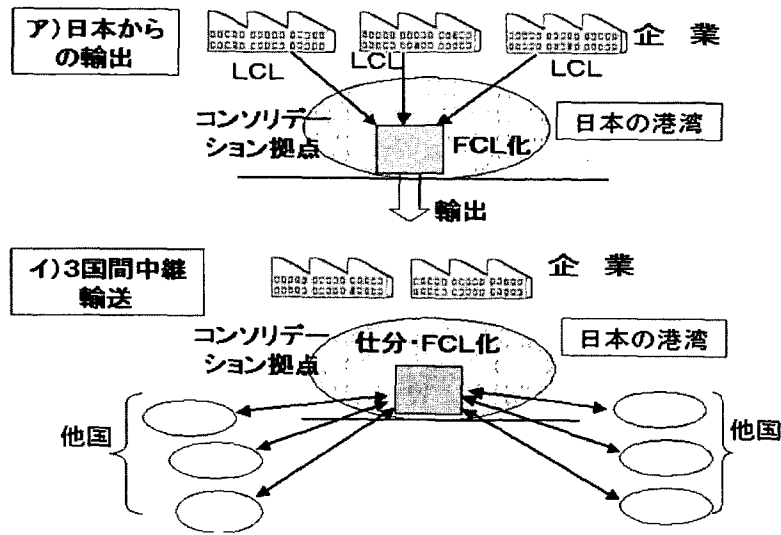 ア)日本から
の輸出
企 業
LCL
LCL
LCL
コンソリデー
ション拠点
FCL化
日本の港湾
輸出
イ)3国間中継
輸送
企 業
コンソリデー
ション拠点
仕分・FCL化
日本の港湾
他国
他国